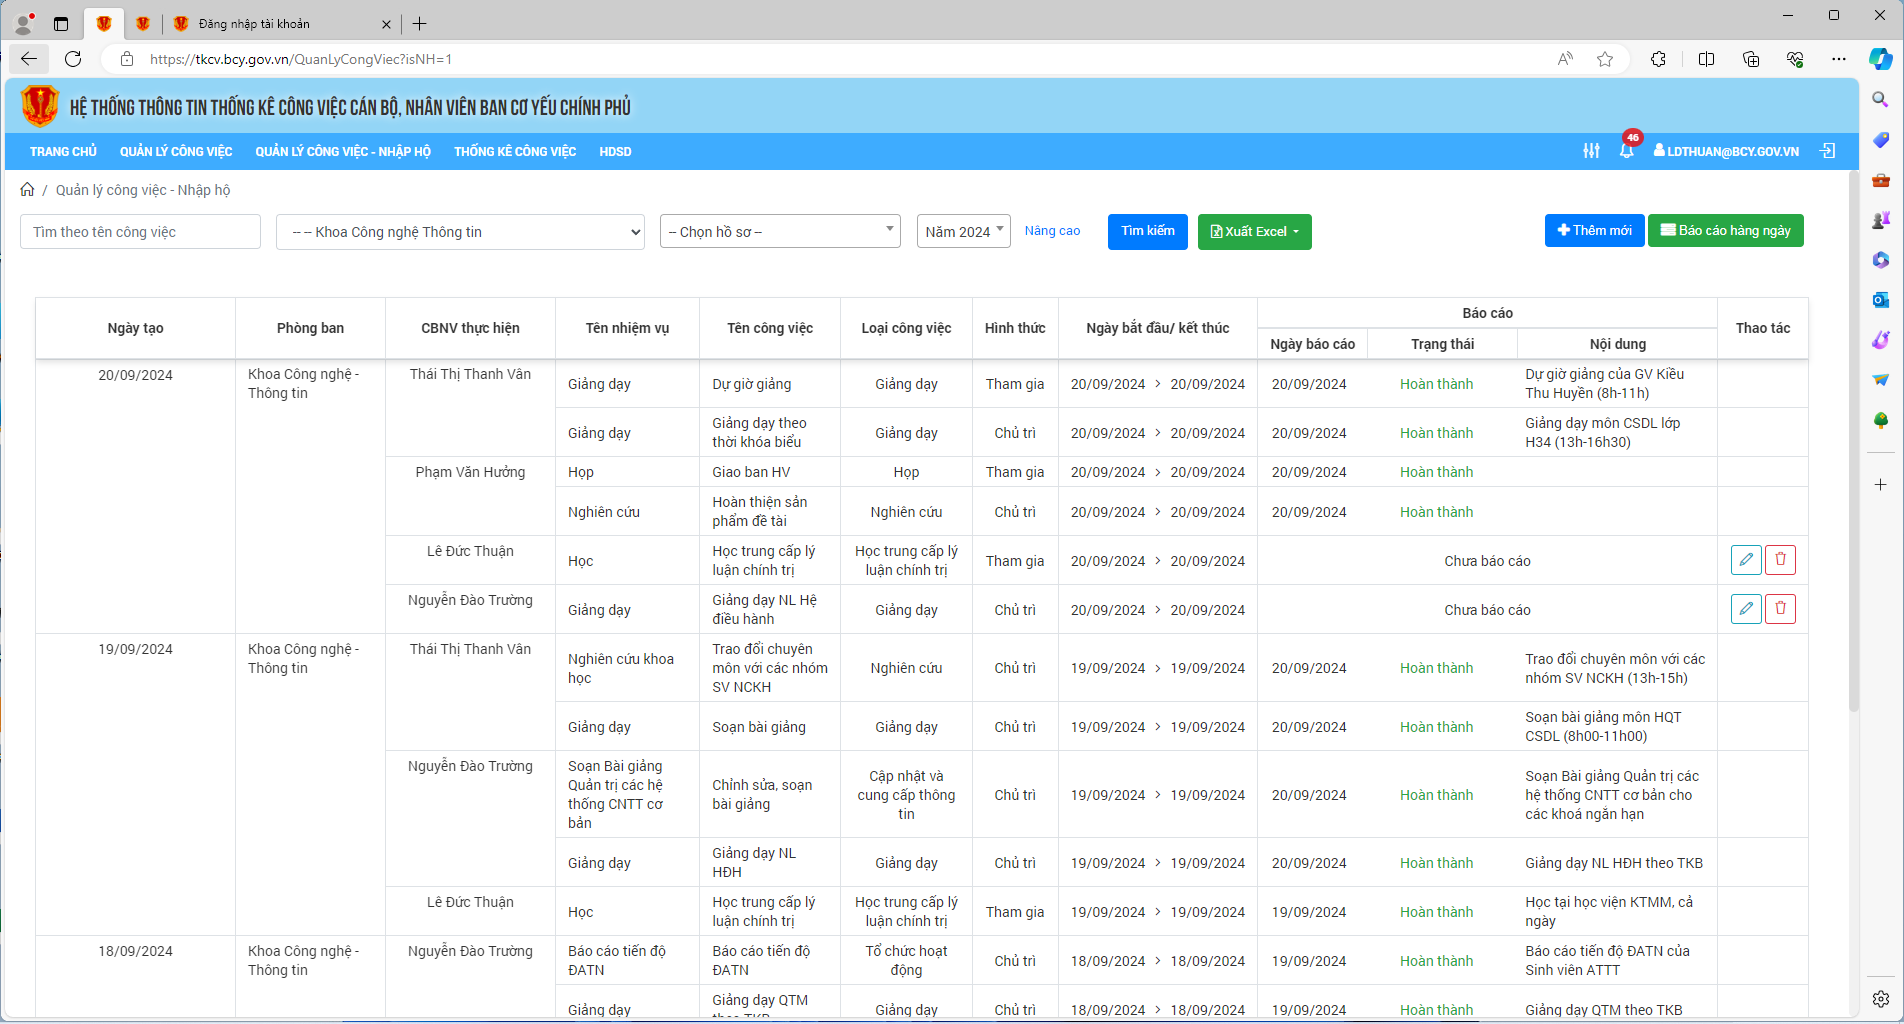 Đăng nhập tài khoản
https://tkcv.bcy.gov.vn/QuanLyCongViec?isNH=1
HỆ THỐNG THÔNG TIN THỐNG KÊ CÔNG VIỆC CÁN BỘ, NHÂN VIÊN BAN CƠ YẾU CHÍNH PHỦ
TRANG CHỦ QUẢN LÝ CÔNG VIỆC QUẢN LÝ CÔNG VIỆC - NHẬP HỘ THỐNG KÊ CÔNG VIỆC HDSD 46 LDTHUAN@BCY.GOV.VN
/ Quản lý công việc - Nhập hộ
Tìm theo tên công việc -- -- Khoa Công nghệ Thông tin -- Chọn hồ sơ -- Năm 2024 Nâng cao Tìm kiếm Xuất Excel Thêm mới Báo cáo hàng ngày
Ngày tạo Phòng ban CBNV thực hiện Tên nhiệm vụ Tên công việc Loại công việc Hình thức Ngày bắt đầu/ kết thúc Báo cáo Thao tác
Ngày báo cáo Trạng thái Nội dung
20/09/2024 Khoa Công nghệ - Thái Thị Thanh Vân Giảng dạy Dự giờ giảng Giảng dạy Tham gia 20/09/2024 > 20/09/2024 20/09/2024 Hoàn thành Dự giờ giảng của GV Kiều
Thông tin Thu Huyền (8h-11h)
Giảng dạy Giảng dạy theo Giảng dạy Chủ trì 20/09/2024 > 20/09/2024 20/09/2024 Hoàn thành Giảng dạy môn CSDL lớp
thời khóa biểu H34 (13h-16h30)
Phạm Văn Hưởng Họp Giao ban HV Họp Tham gia 20/09/2024 > 20/09/2024 20/09/2024 Hoàn thành
Nghiên cứu Hoàn thiện sản Nghiên cứu Chủ trì 20/09/2024 > 20/09/2024 20/09/2024 Hoàn thành
phẩm đề tài
Lê Đức Thuận Học Học trung cấp lý Học trung cấp lý Tham gia 20/09/2024 > 20/09/2024 Chưa báo cáo
luận chính trị luận chính trị
Nguyễn Đào Trường Giảng dạy Giảng dạy NL Hệ Giảng dạy Chủ trì 20/09/2024 > 20/09/2024 Chưa báo cáo
điều hành
19/09/2024 Khoa Công nghệ - Thái Thị Thanh Vân Nghiên cứu khoa Trao đổi chuyên Nghiên cứu Chủ trì 19/09/2024 > 19/09/2024 20/09/2024 Hoàn thành Trao đổi chuyên môn với các
Thông tin học môn với các nhóm nhóm SV NCKH (13h-15h)
SV NCKH
Giảng dạy Soạn bài giảng Giảng dạy Chủ trì 19/09/2024 > 19/09/2024 20/09/2024 Hoàn thành Soạn bài giảng môn HQT
CSDL (8h00-11h00)
Nguyễn Đào Trường Soạn Bài giảng Chỉnh sửa, soạn Cập nhật và Chủ trì 19/09/2024 > 19/09/2024 20/09/2024 Hoàn thành Soạn Bài giảng Quản trị các
Quản trị các hệ bài giảng cung cấp thông hệ thống CNTT cơ bản cho
thống CNTT cơ tin các khoá ngắn hạn
bản
Giảng dạy Giảng dạy NL Giảng dạy Chủ trì 19/09/2024 > 19/09/2024 20/09/2024 Hoàn thành Giảng dạy NL HĐH theo TKB
HĐH
Lê Đức Thuận Học Học trung cấp lý Học trung cấp lý Tham gia 19/09/2024 > 19/09/2024 19/09/2024 Hoàn thành Học tại học viện KTMM, cả
luận chính trị luận chính trị ngày
18/09/2024 Khoa Công nghệ - Nguyễn Đào Trường Báo cáo tiến độ Báo cáo tiến độ Tổ chức hoạt Chủ trì 18/09/2024 > 18/09/2024 19/09/2024 Hoàn thành Báo cáo tiến độ ĐATN của
Thông tin ĐATN ĐATN động Sinh viên ATTT
Giảng dạy Giảng dạy QTM Giảng dạy Chủ trì 18/09/2024 > 18/09/2024 19/09/2024 Hoàn thành Giảng dạy QTM theo TKB
theo TKB